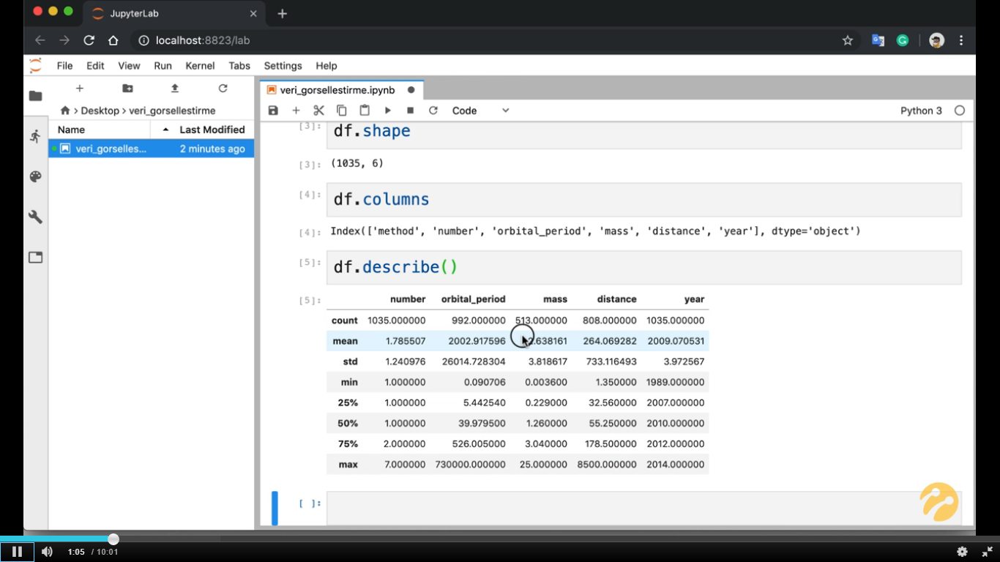 JupyterLab
localhost:8823/lab
File Edit View Run Kernel Tabs Settings Help
veri_gorsellestirme.ipynb
Desktop > veri_gorsellestirme
Code
Python 3
Name Last Modified
veri_gorselles... 2 minutes ago
[3]: df.shape
[3]: (1035, 6)
[4]: df.columns
[4]: Index(['method', 'number', 'orbital_period', 'mass', 'distance', 'year'], dtype='object')
[5]: df.describe()
[5]: number orbital_period mass distance year
count 1035.000000 992.000000 513.000000 808.000000 1035.000000
mean 1.785507 2002.917596 2.638161 264.069282 2009.070531
std 1.240976 26014.728304 3.818617 733.116493 3.972567
min 1.000000 0.090706 0.003600 1.350000 1989.000000
25% 1.000000 5.442540 0.229000 32.560000 2007.000000
50% 1.000000 39.979500 1.260000 55.250000 2010.000000
75% 2.000000 526.005000 3.040000 178.500000 2012.000000
max 7.000000 730000.000000 25.000000 8500.000000 2014.000000
[ ]:
1:05 / 10:01